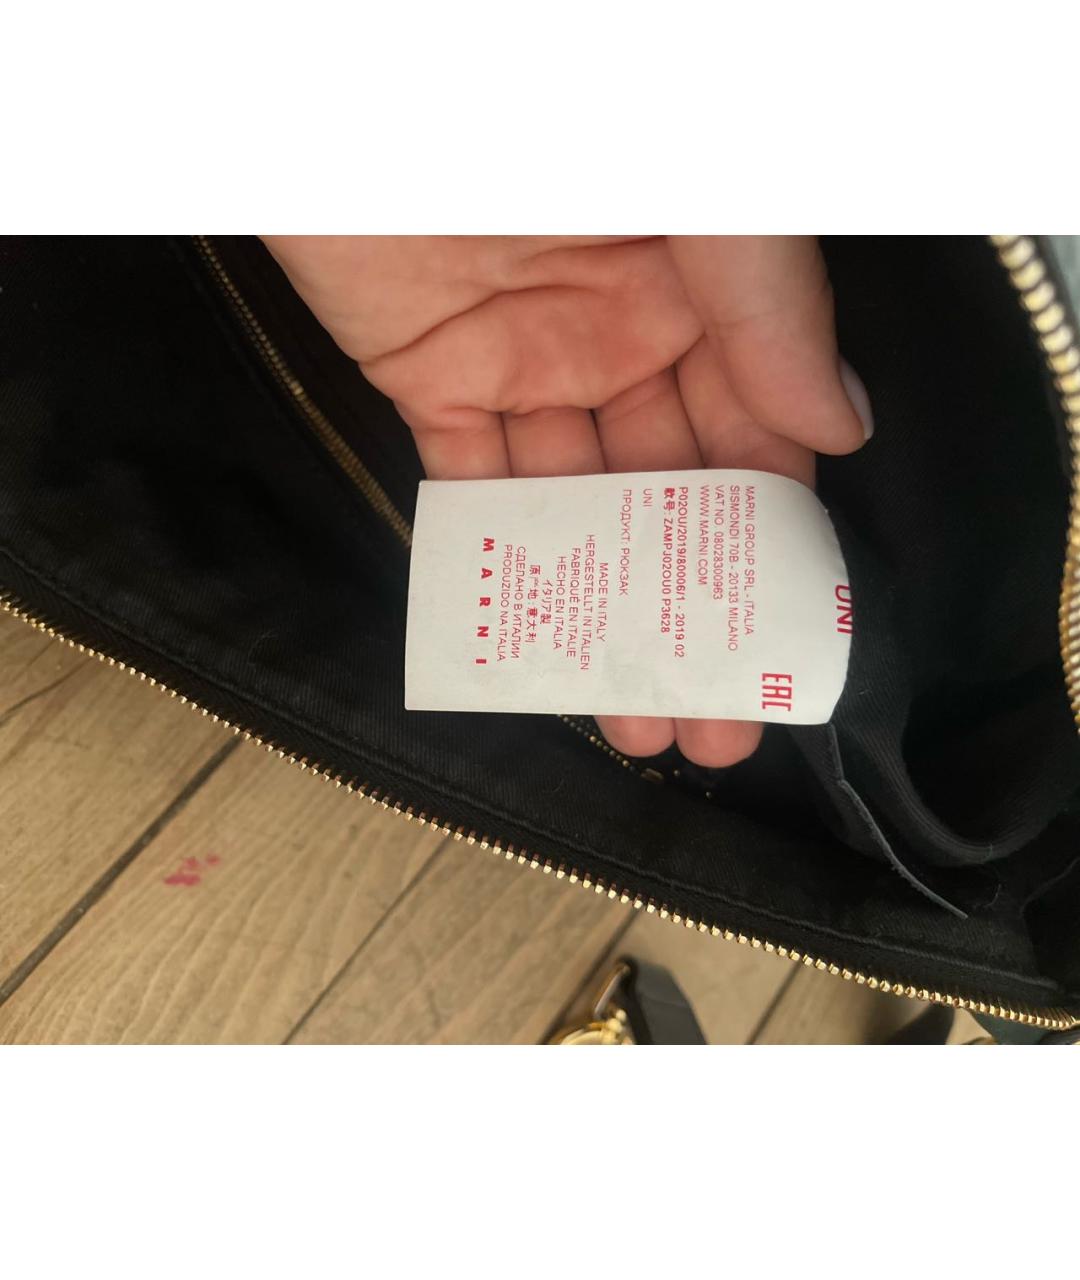 UNI
EAC
MARNI GROUP SRL - ITALIA
SISMONDI 70B - 20133 MILANO
VAT NO. 08028300963
WWW.MARNI.COM
P02OU/2019/80006/1 - 2019 02
款号: ZAMPJ02OU0 P3628
UNI
ПРОДУКТ: РЮКЗАК
MADE IN ITALY
HERGESTELLT IN ITALIEN
FABRIQUÉ EN ITALIE
HECHO EN ITALIA
イタリア製
原产地: 意大利
СДЕЛАНО В ИТАЛИИ
PRODUZIDO NA ITALIA
MARNI